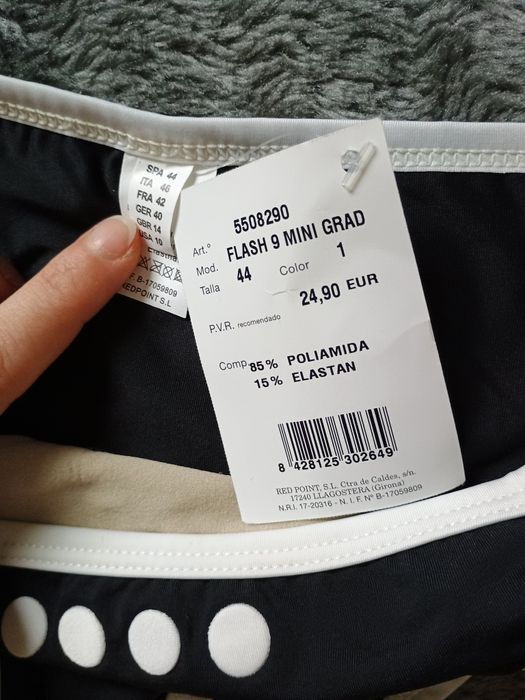 SPA 44
ITA 46
FRA 42
GER 40
GBR 14
USA 10
F. B-17059809
REDPOINT S.L
Art.º 5508290
Mod. FLASH 9 MINI GRAD
Talla 44 Color 1
24,90 EUR
P.V.R. recomendado
Comp. 85% POLIAMIDA
15% ELASTAN
8 428125 302649
RED POINT, S.L. Ctra de Caldes, s/n.
17240 LLAGOSTERA (Girona)
N.R.I. 17-20316 - N. I. F. Nº B-17059809